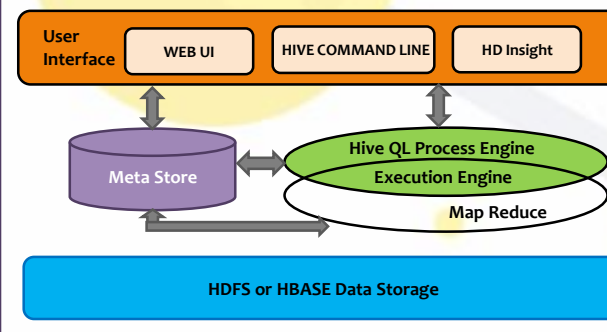 User
Interface
WEB UI
HIVE COMMAND LINE
HD Insight
Meta Store
Hive QL Process Engine
Execution Engine
Map Reduce
HDFS or HBASE Data Storage